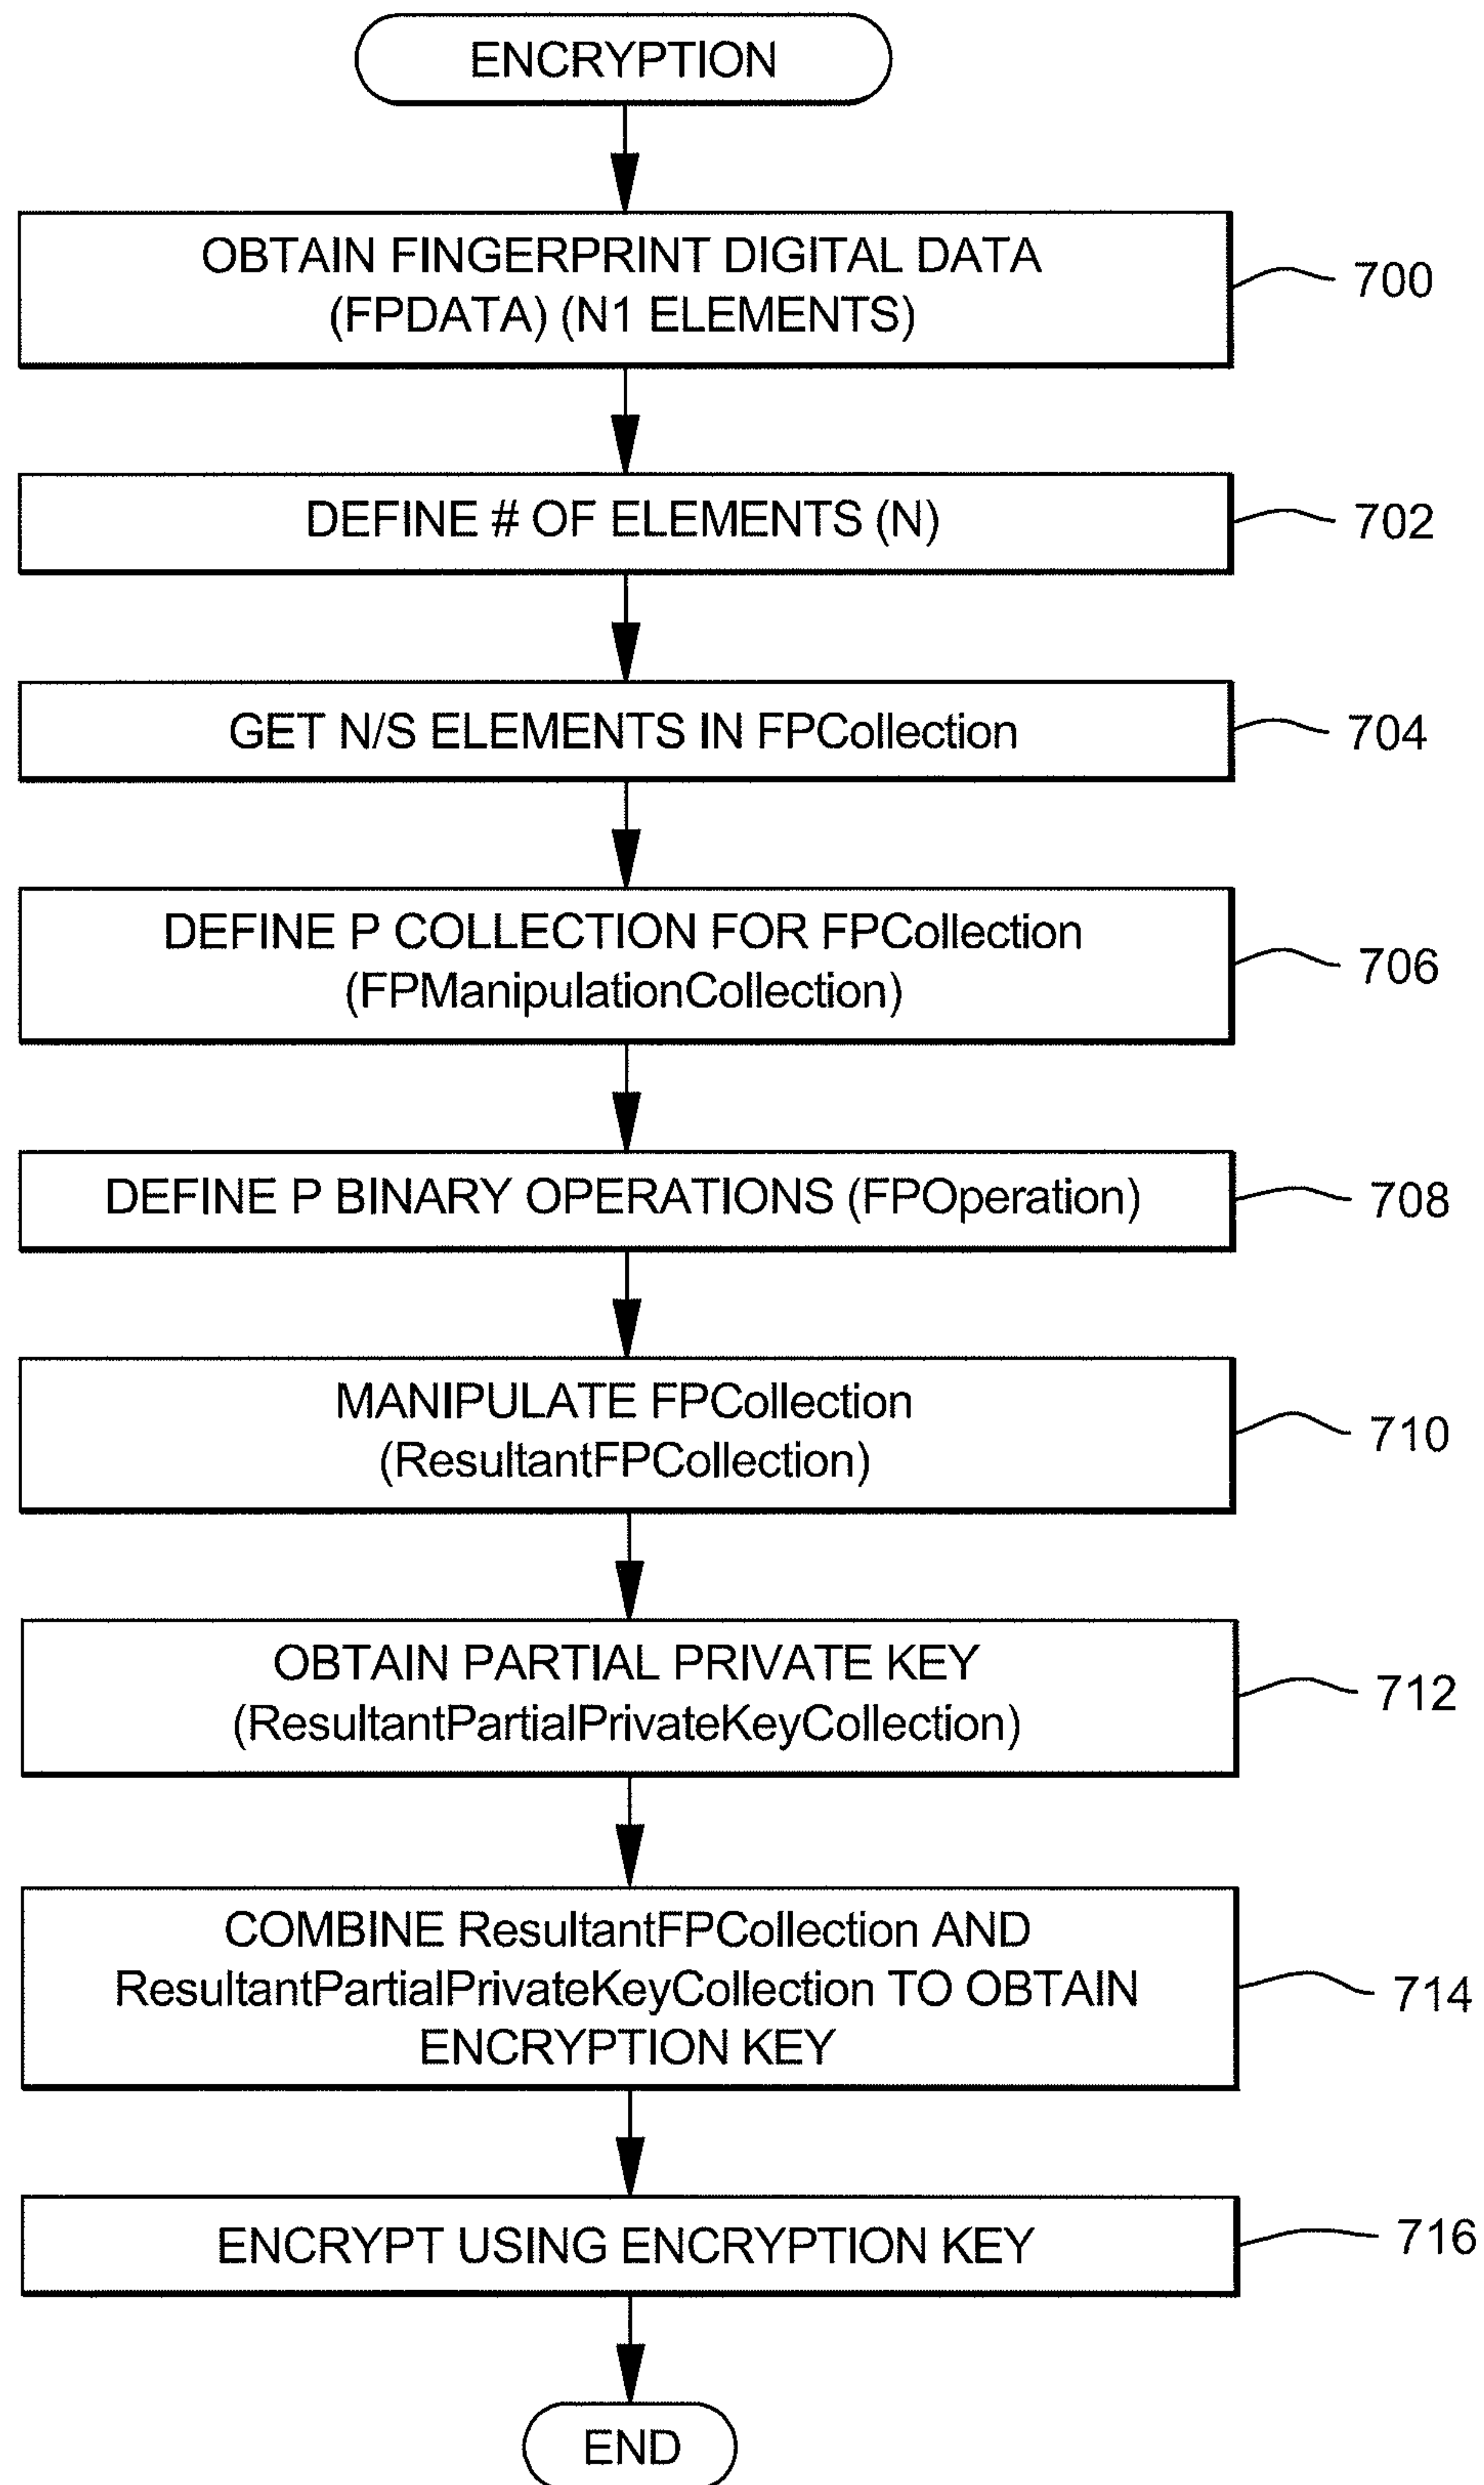 ENCRYPTION
OBTAIN FINGERPRINT DIGITAL DATA
(FPDATA) (N1 ELEMENTS)
700
DEFINE # OF ELEMENTS (N)
702
GET N/S ELEMENTS IN FPCollection
704
DEFINE P COLLECTION FOR FPCollection
(FPManipulationCollection)
706
DEFINE P BINARY OPERATIONS (FPOperation)
708
MANIPULATE FPCollection
(ResultantFPCollection)
710
OBTAIN PARTIAL PRIVATE KEY
(ResultantPartialPrivateKeyCollection)
712
COMBINE ResultantFPCollection AND
ResultantPartialPrivateKeyCollection TO OBTAIN
ENCRYPTION KEY
714
ENCRYPT USING ENCRYPTION KEY
716
END